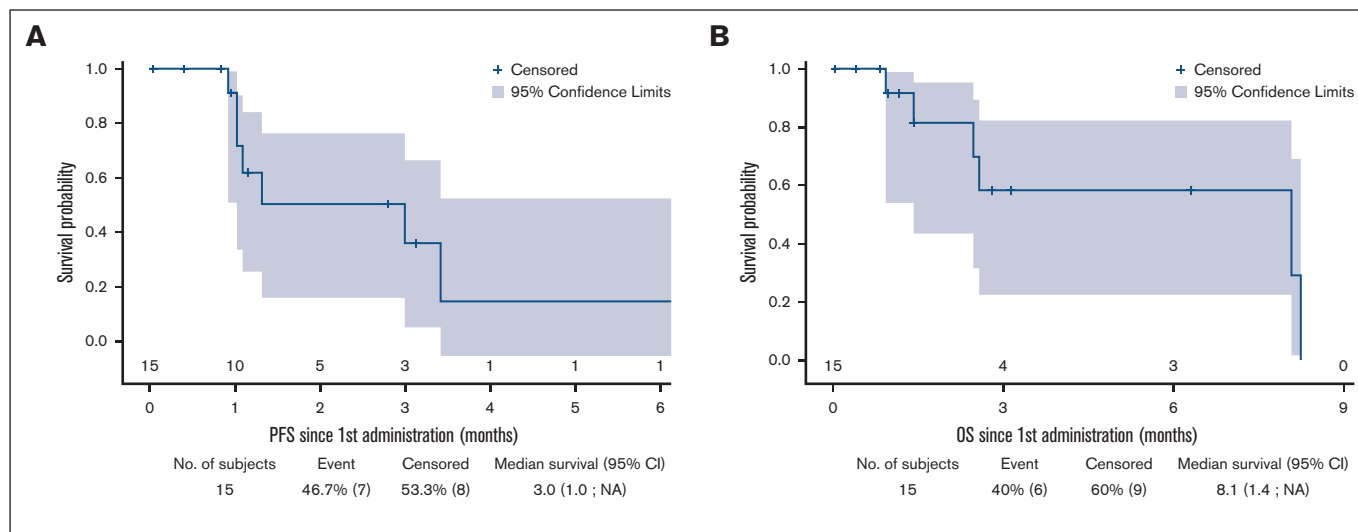 A
Survival probability
1.0
0.8
0.6
0.4
0.2
0.0
Censored
95% Confidence Limits
15 10 5 3 1 1 1
0 1 2 3 4 5 6
PFS since 1st administration (months)
No. of subjects Event Censored Median survival (95% CI)
15 46.7% (7) 53.3% (8) 3.0 (1.0 ; NA)
B
Survival probability
1.0
0.8
0.6
0.4
0.2
0.0
Censored
95% Confidence Limits
15 4 3 0
0 3 6 9
OS since 1st administration (months)
No. of subjects Event Censored Median survival (95% CI)
15 40% (6) 60% (9) 8.1 (1.4 ; NA)